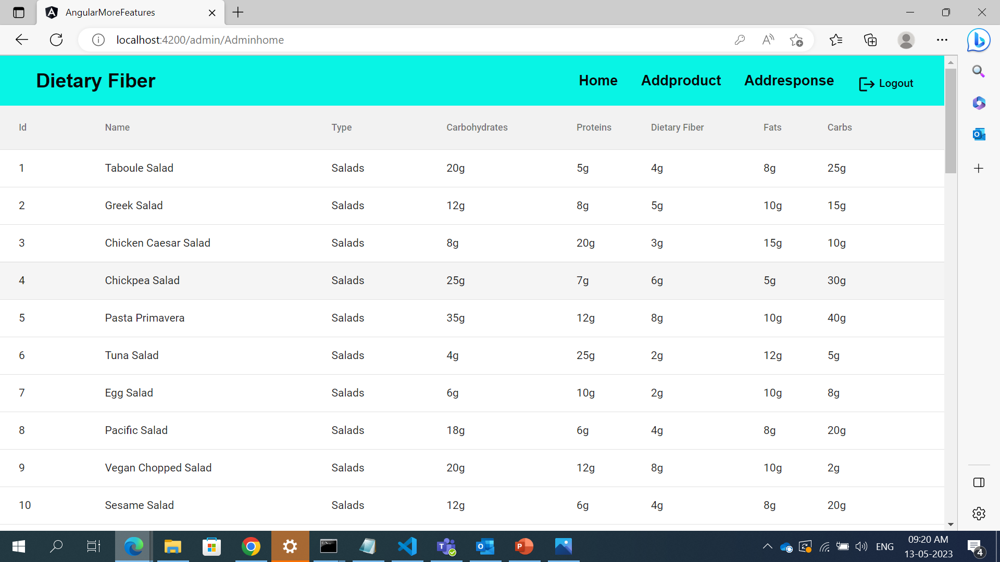 AngularMoreFeatures
localhost:4200/admin/Adminhome
Dietary Fiber Home Addproduct Addresponse Logout
Id Name Type Carbohydrates Proteins Dietary Fiber Fats Carbs
1 Taboule Salad Salads 20g 5g 4g 8g 25g
2 Greek Salad Salads 12g 8g 5g 10g 15g
3 Chicken Caesar Salad Salads 8g 20g 3g 15g 10g
4 Chickpea Salad Salads 25g 7g 6g 5g 30g
5 Pasta Primavera Salads 35g 12g 8g 10g 40g
6 Tuna Salad Salads 4g 25g 2g 12g 5g
7 Egg Salad Salads 6g 10g 2g 10g 8g
8 Pacific Salad Salads 18g 6g 4g 8g 20g
9 Vegan Chopped Salad Salads 20g 12g 8g 10g 2g
10 Sesame Salad Salads 12g 6g 4g 8g 20g
ENG
09:20 AM
13-05-2023
4